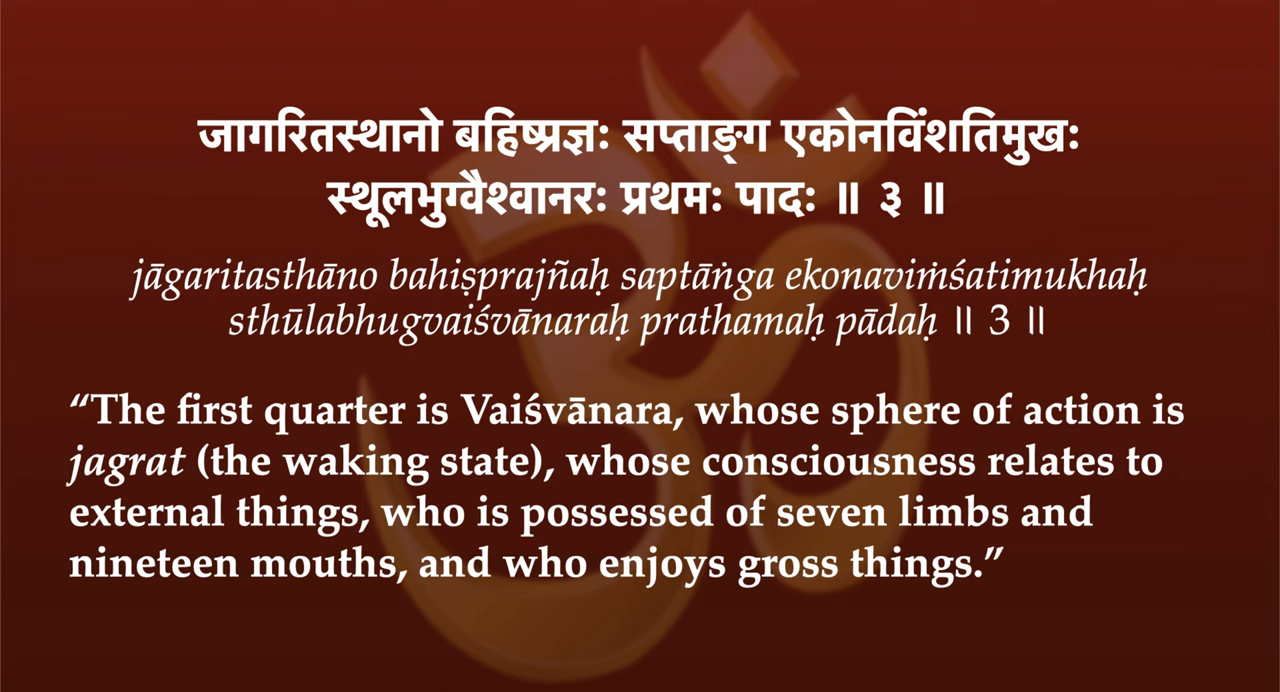 जागरितस्थानो बहिष्प्रज्ञः सप्ताङ्ग एकोनविंशतिमुखः
स्थूलभुग्वैश्वानरः प्रथमः पादः ॥ ३ ॥
jāgaritasthāno bahiṣprajñaḥ saptāṅga ekonaviṁśatimukhaḥ
sthūlabhugvaiśvānaraḥ prathamaḥ pādaḥ ॥ 3 ॥
“The first quarter is Vaiśvānara, whose sphere of action is
jagrat (the waking state), whose consciousness relates to
external things, who is possessed of seven limbs and
nineteen mouths, and who enjoys gross things.”